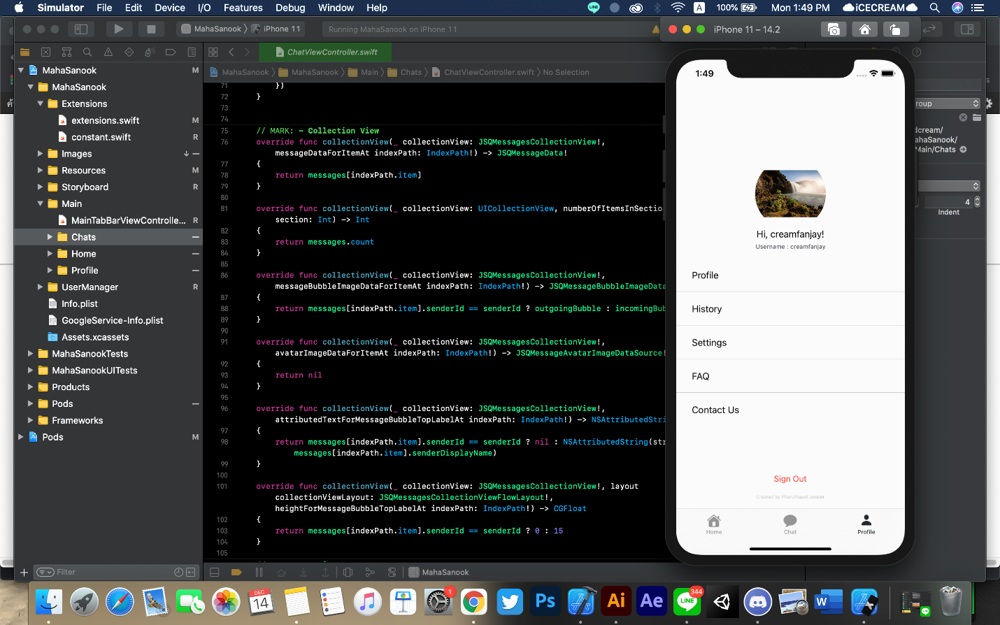 Simulator File Edit Device I/O Features Debug Window Help
LINE A 100% Mon 1:49 PM ☁iCECREAM☁
MahaSanook 〉 iPhone 11
Running MahaSanook on iPhone 11
iPhone 11 – 14.2
ChatViewController.swift
MahaSanook 〉 MahaSanook 〉 Main 〉 Chats 〉 ChatViewController.swift 〉 No Selection
MahaSanook M
MahaSanook
Extensions
extensions.swift M
constant.swift R
Images
Resources M
Storyboard R
Main
MainTabBarViewControlle... R
Chats
Home
Profile
UserManager R
Info.plist
GoogleService-Info.plist
Assets.xcassets
MahaSanookTests
MahaSanookUITests
Products
Pods
Frameworks
Pods M
Filter
71 })
72 }
73
74
75 // MARK: - Collection View
76 override func collectionView(_ collectionView: JSQMessagesCollectionView!,
messageDataForItemAt indexPath: IndexPath!) -> JSQMessageData!
77 {
78 return messages[indexPath.item]
79 }
80
81 override func collectionView(_ collectionView: UICollectionView, numberOfItemsInSectio
section: Int) -> Int
82 {
83 return messages.count
84 }
85
86 override func collectionView(_ collectionView: JSQMessagesCollectionView!,
messageBubbleImageDataForItemAt indexPath: IndexPath!) -> JSQMessageBubbleImageData
87 {
88 return messages[indexPath.item].senderId == senderId ? outgoingBubble : incomingBub
89 }
90
91 override func collectionView(_ collectionView: JSQMessagesCollectionView!,
avatarImageDataForItemAt indexPath: IndexPath!) -> JSQMessageAvatarImageDataSource!
92 {
93 return nil
94 }
95
96 override func collectionView(_ collectionView: JSQMessagesCollectionView!,
attributedTextForMessageBubbleTopLabelAt indexPath: IndexPath!) -> NSAttributedStri
97 {
98 return messages[indexPath.item].senderId == senderId ? nil : NSAttributedString(str
messages[indexPath.item].senderDisplayName)
99 }
100
101 override func collectionView(_ collectionView: JSQMessagesCollectionView!, layout
collectionViewLayout: JSQMessagesCollectionViewFlowLayout!,
heightForMessageBubbleTopLabelAt indexPath: IndexPath!) -> CGFloat
102 {
103 return messages[indexPath.item].senderId == senderId ? 0 : 15
104 }
105
MahaSanook
1:49
Hi, creamfanjay!
Username : creamfanjay
Profile
History
Settings
FAQ
Contact Us
Sign Out
Created by Pharuthapol Jonpet
Home Chat Profile
roup
dcream/
ahaSanook/
Main/Chats
4
Indent
DEC
14
1
Ps
Ai
Ae
LINE
344
W